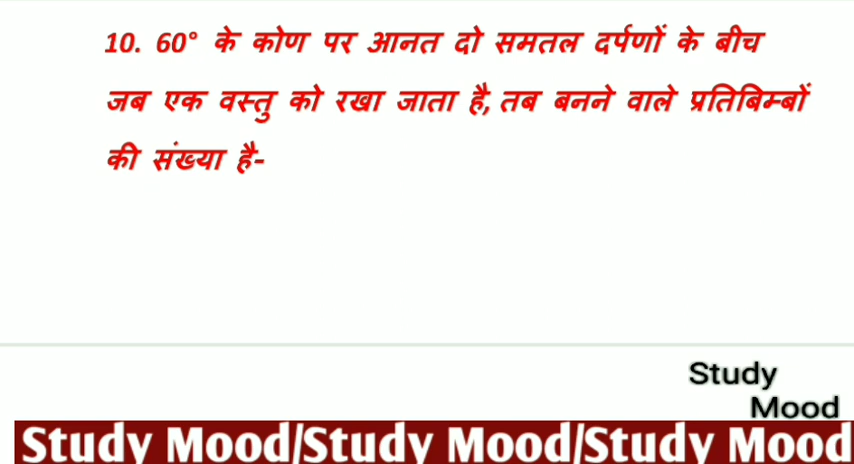 10. 60° के कोण पर आनत दो समतल दर्पणों के बीच
जब एक वस्तु को रखा जाता है, तब बनने वाले प्रतिबिम्बों
की संख्या है-
Study
Mood
Study Mood/Study Mood/Study Mood